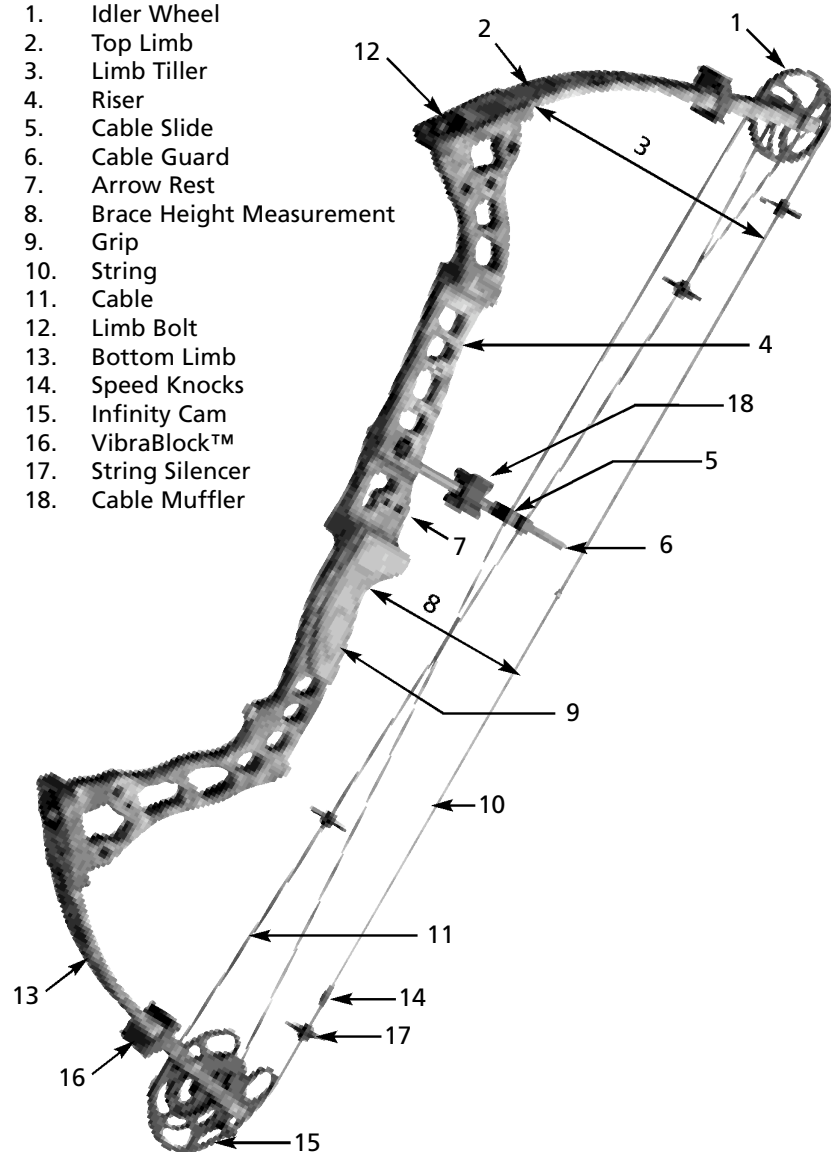 1. Idler Wheel
2. Top Limb
3. Limb Tiller
4. Riser
5. Cable Slide
6. Cable Guard
7. Arrow Rest
8. Brace Height Measurement
9. Grip
10. String
11. Cable
12. Limb Bolt
13. Bottom Limb
14. Speed Knocks
15. Infinity Cam
16. VibraBlock™
17. String Silencer
18. Cable Muffler
1
2
12
3
4
18
5
7
6
8
9
10
11
13
14
17
16
15